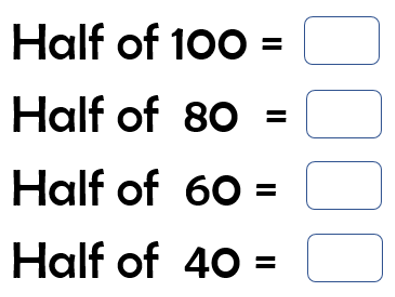 Half of 100 =
Half of 80 =
Half of 60 =
Half of 40 =